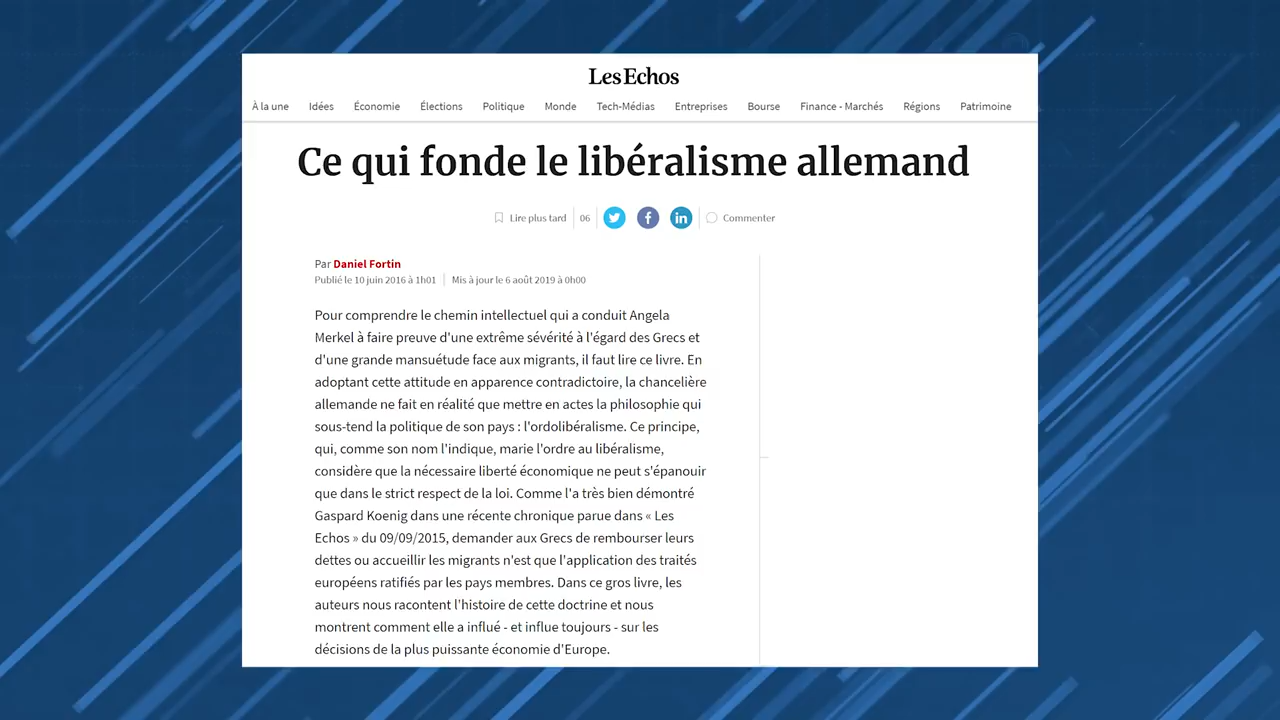 Les Echos
À la une Idées Économie Élections Politique Monde Tech-Médias Entreprises Bourse Finance - Marchés Régions Patrimoine
Ce qui fonde le libéralisme allemand
Lire plus tard 06 Commenter
Par Daniel Fortin
Publié le 10 juin 2016 à 1h01 Mis à jour le 6 août 2019 à 0h00
Pour comprendre le chemin intellectuel qui a conduit Angela
Merkel à faire preuve d'une extrême sévérité à l'égard des Grecs et
d'une grande mansuétude face aux migrants, il faut lire ce livre. En
adoptant cette attitude en apparence contradictoire, la chancelière
allemande ne fait en réalité que mettre en actes la philosophie qui
sous-tend la politique de son pays : l'ordolibéralisme. Ce principe,
qui, comme son nom l'indique, marie l'ordre au libéralisme,
considère que la nécessaire liberté économique ne peut s'épanouir
que dans le strict respect de la loi. Comme l'a très bien démontré
Gaspard Koenig dans une récente chronique parue dans « Les
Echos » du 09/09/2015, demander aux Grecs de rembourser leurs
dettes ou accueillir les migrants n'est que l'application des traités
européens ratifiés par les pays membres. Dans ce gros livre, les
auteurs nous racontent l'histoire de cette doctrine et nous
montrent comment elle a influé - et influe toujours - sur les
décisions de la plus puissante économie d'Europe.